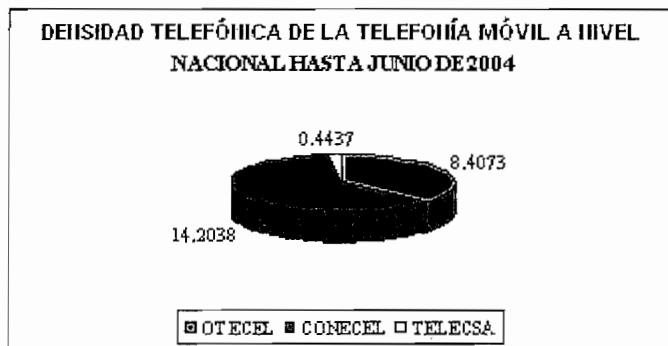 DENSIDAD TELEFÓNICA DE LA TELEFONÍA MÓVIL A NIVEL
NACIONAL HASTA JUNIO DE 2004
0.4437
8.4073
14.2038
OTECEL CONECEL TELECSA